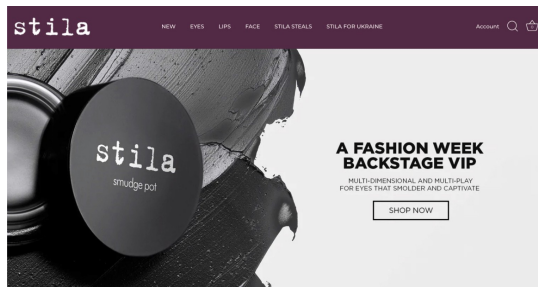 stila
NEW EYES LIPS FACE STILA STEALS STILA FOR UKRAINE
Account
stila
smudge pot
A FASHION WEEK
BACKSTAGE VIP
MULTI-DIMENSIONAL AND MULTI-PLAY
FOR EYES THAT SMOLDER AND CAPTIVATE
SHOP NOW